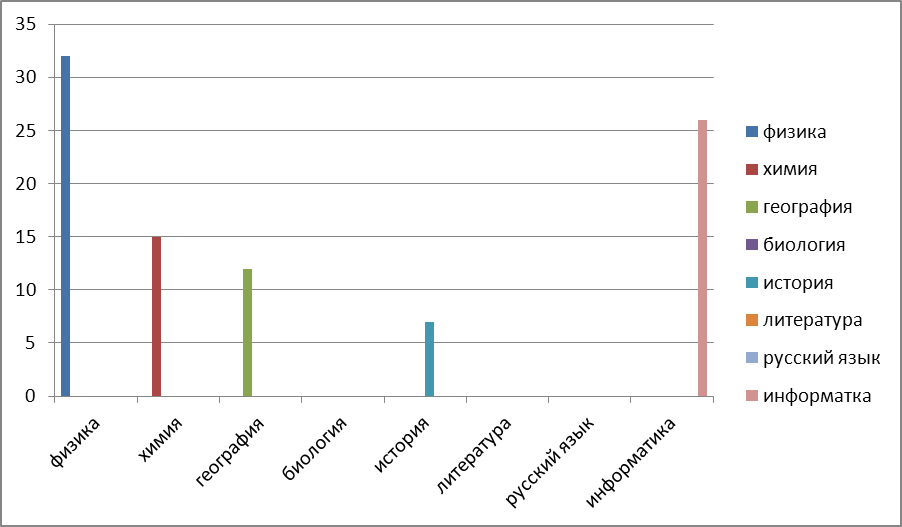 35
30
25
20
15
10
5
0
физика
химия
география
биология
история
литература
русский язык
информатика
физика
химия
география
биология
история
литература
русский язык
информатка